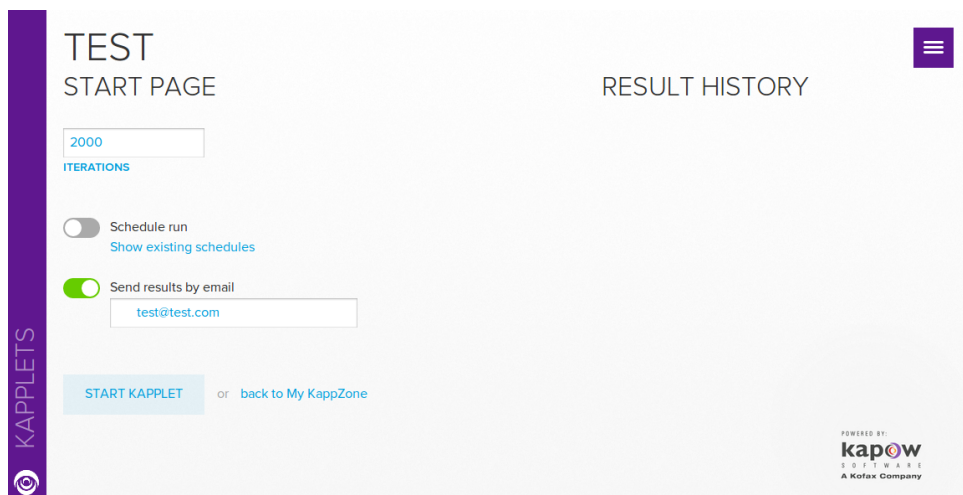 TEST
START PAGE
RESULT HISTORY
2000
ITERATIONS
Schedule run
Show existing schedules
Send results by email
test@test.com
START KAPPLET or back to My KappZone
KAPPLETS
POWERED BY:
kapow
SOFTWARE
A Kofax Company